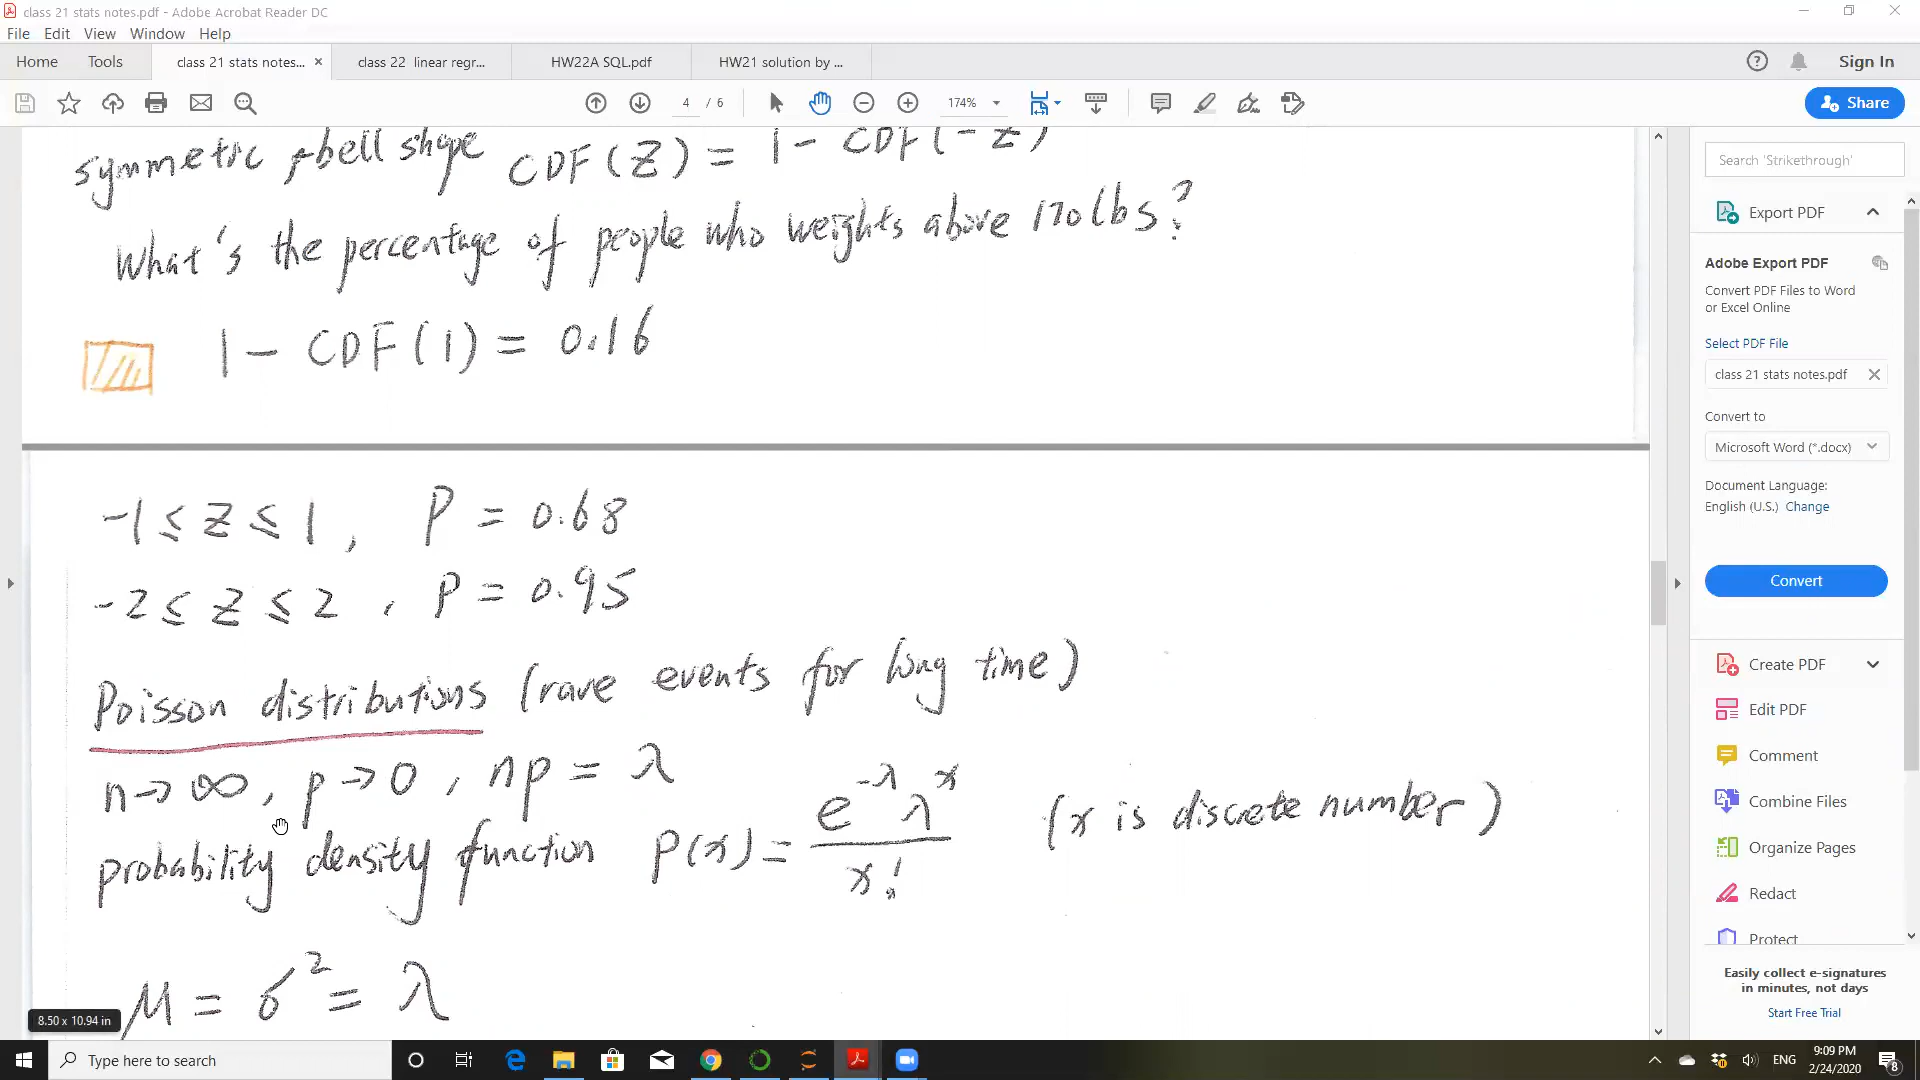 class 21 stats notes.pdf - Adobe Acrobat Reader DC
File Edit View Window Help
Home Tools class 21 stats notes... × class 22 linear regr... HW22A SQL.pdf HW21 solution by ... Sign In
4 / 6 174% Share
symmetric, bell shape CDF(Z) = 1 - CDF(-Z)
What's the percentage of people who weights above 170 lbs?
1 - CDF(1) = 0.16
-1 ≤ Z ≤ 1, P = 0.68
-2 ≤ Z ≤ 2, P = 0.95
Poisson distributions (rare events for long time)
n → ∞, p → 0, np = λ
probability density function P(x) = e^-λ λ^x / x! (x is discrete number)
μ = σ² = λ
8.50 x 10.94 in
Search 'Strikethrough'
Export PDF
Adobe Export PDF
Convert PDF Files to Word
or Excel Online
Select PDF File
class 21 stats notes.pdf
Convert to
Microsoft Word (*.docx)
Document Language:
English (U.S.) Change
Convert
Create PDF
Edit PDF
Comment
Combine Files
Organize Pages
Redact
Protect
Easily collect e-signatures
in minutes, not days
Start Free Trial
Type here to search
ENG
9:09 PM
2/24/2020
8